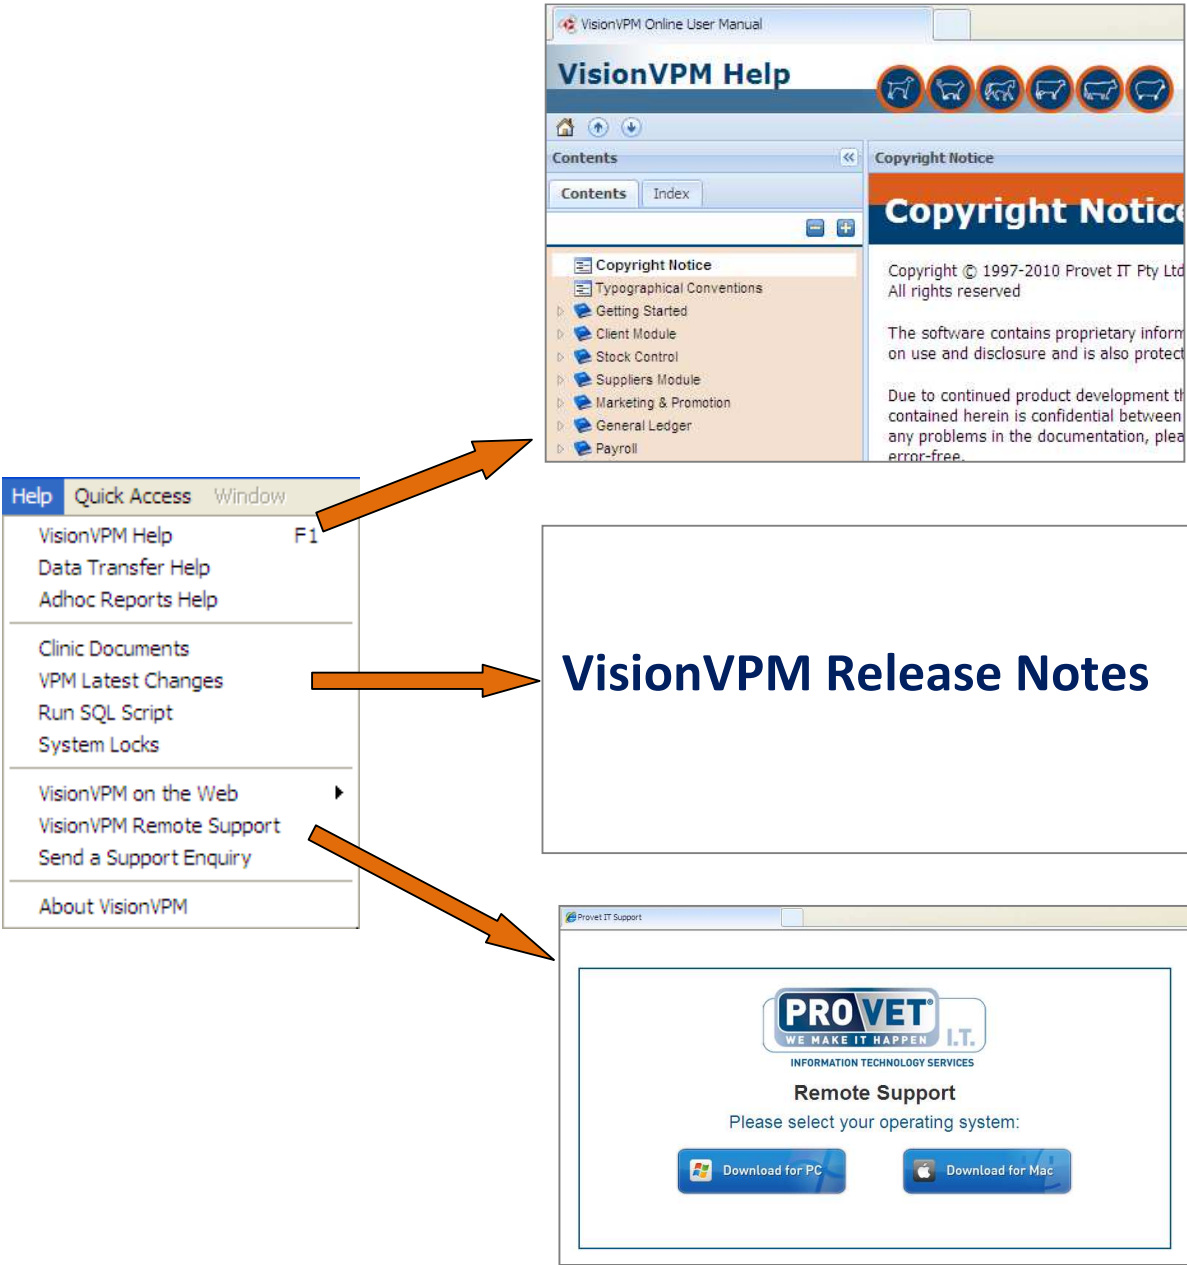 VisionVPM Online User Manual
VisionVPM Help
Contents
Copyright Notice
Contents Index
Copyright Notice
Copyright Notice
Typographical Conventions
Getting Started
Client Module
Stock Control
Suppliers Module
Marketing & Promotion
General Ledger
Payroll
Copyright © 1997-2010 Provet IT Pty Ltd
All rights reserved
The software contains proprietary inform
on use and disclosure and is also protect
Due to continued product development th
contained herein is confidential between
any problems in the documentation, plea
error-free.
Help Quick Access Window
VisionVPM Help F1
Data Transfer Help
Adhoc Reports Help
Clinic Documents
VPM Latest Changes
Run SQL Script
System Locks
VisionVPM on the Web
VisionVPM Remote Support
Send a Support Enquiry
About VisionVPM
VisionVPM Release Notes
Provet IT Support
PROVET®
WE MAKE IT HAPPEN I.T.
INFORMATION TECHNOLOGY SERVICES
Remote Support
Please select your operating system:
Download for PC Download for Mac